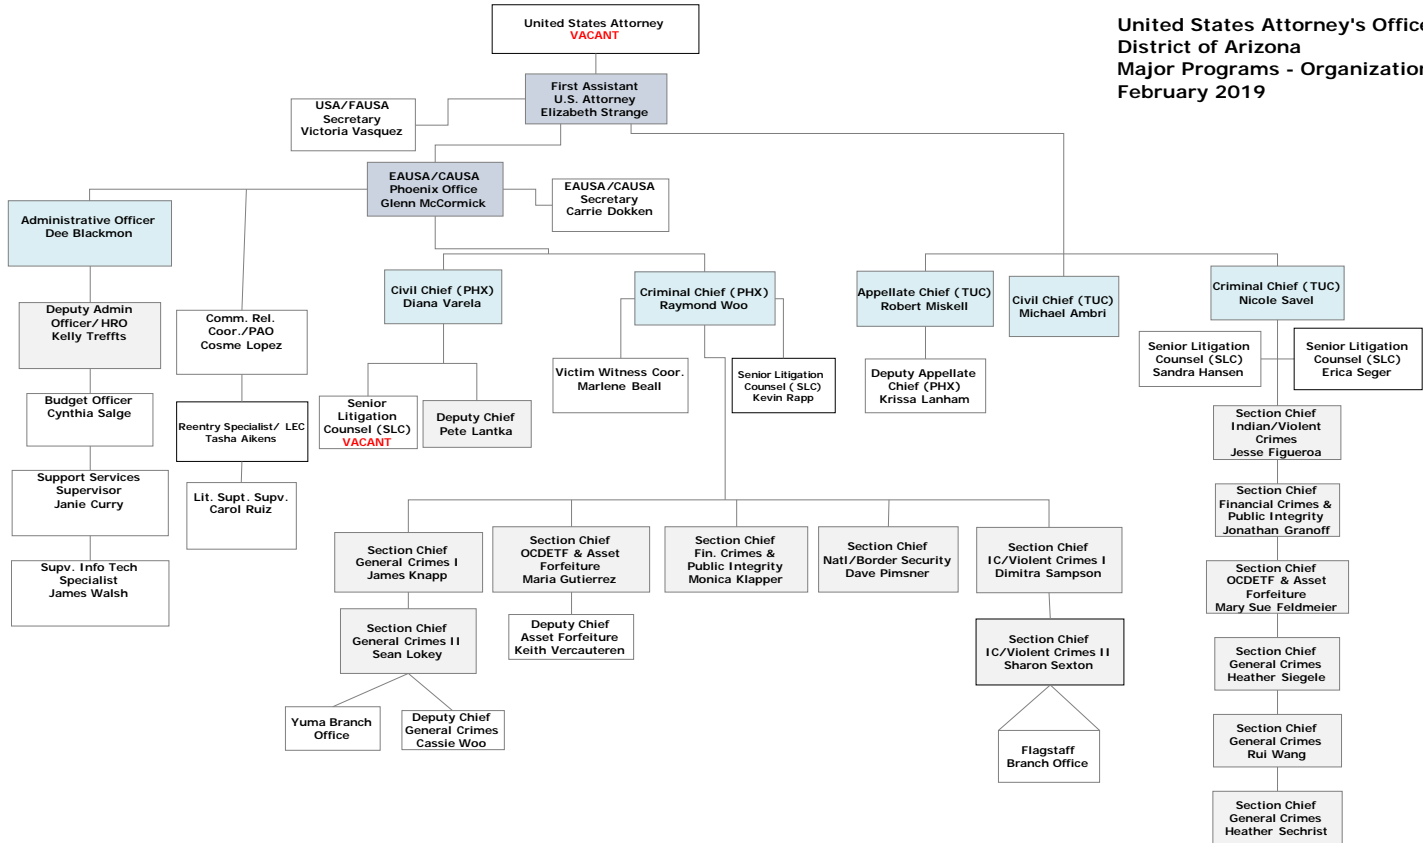 United States Attorney's Office
District of Arizona
Major Programs - Organization
February 2019
United States Attorney
VACANT
First Assistant
U.S. Attorney
Elizabeth Strange
USA/FAUSA
Secretary
Victoria Vasquez
EAUSA/CAUSA
Phoenix Office
Glenn McCormick
EAUSA/CAUSA
Secretary
Carrie Dokken
Administrative Officer
Dee Blackmon
Deputy Admin
Officer/HRO
Kelly Treffts
Budget Officer
Cynthia Salge
Support Services
Supervisor
Janie Curry
Supv. Info Tech
Specialist
James Walsh
Comm. Rel.
Coor./PAO
Cosme Lopez
Reentry Specialist/ LEC
Tasha Aikens
Lit. Supt. Supv.
Carol Ruiz
Civil Chief (PHX)
Diana Varela
Senior
Litigation
Counsel (SLC)
VACANT
Deputy Chief
Pete Lantka
Criminal Chief (PHX)
Raymond Woo
Victim Witness Coor.
Marlene Beall
Senior Litigation
Counsel ( SLC)
Kevin Rapp
Appellate Chief (TUC)
Robert Miskell
Deputy Appellate
Chief (PHX)
Krissa Lanham
Civil Chief (TUC)
Michael Ambri
Criminal Chief (TUC)
Nicole Savel
Senior Litigation
Counsel (SLC)
Sandra Hansen
Senior Litigation
Counsel (SLC)
Erica Seger
Section Chief
Indian/Violent
Crimes
Jesse Figueroa
Section Chief
Financial Crimes &
Public Integrity
Jonathan Granoff
Section Chief
OCDETF & Asset
Forfeiture
Mary Sue Feldmeier
Section Chief
General Crimes
Heather Siegele
Section Chief
General Crimes
Rui Wang
Section Chief
General Crimes
Heather Sechrist
Section Chief
General Crimes I
James Knapp
Section Chief
General Crimes II
Sean Lokey
Yuma Branch
Office
Deputy Chief
General Crimes
Cassie Woo
Section Chief
OCDETF & Asset
Forfeiture
Maria Gutierrez
Deputy Chief
Asset Forfeiture
Keith Vercauteren
Section Chief
Fin. Crimes &
Public Integrity
Monica Klapper
Section Chief
Natl/Border Security
Dave Pimsner
Section Chief
IC/Violent Crimes I
Dimitra Sampson
Section Chief
IC/Violent Crimes II
Sharon Sexton
Flagstaff
Branch Office